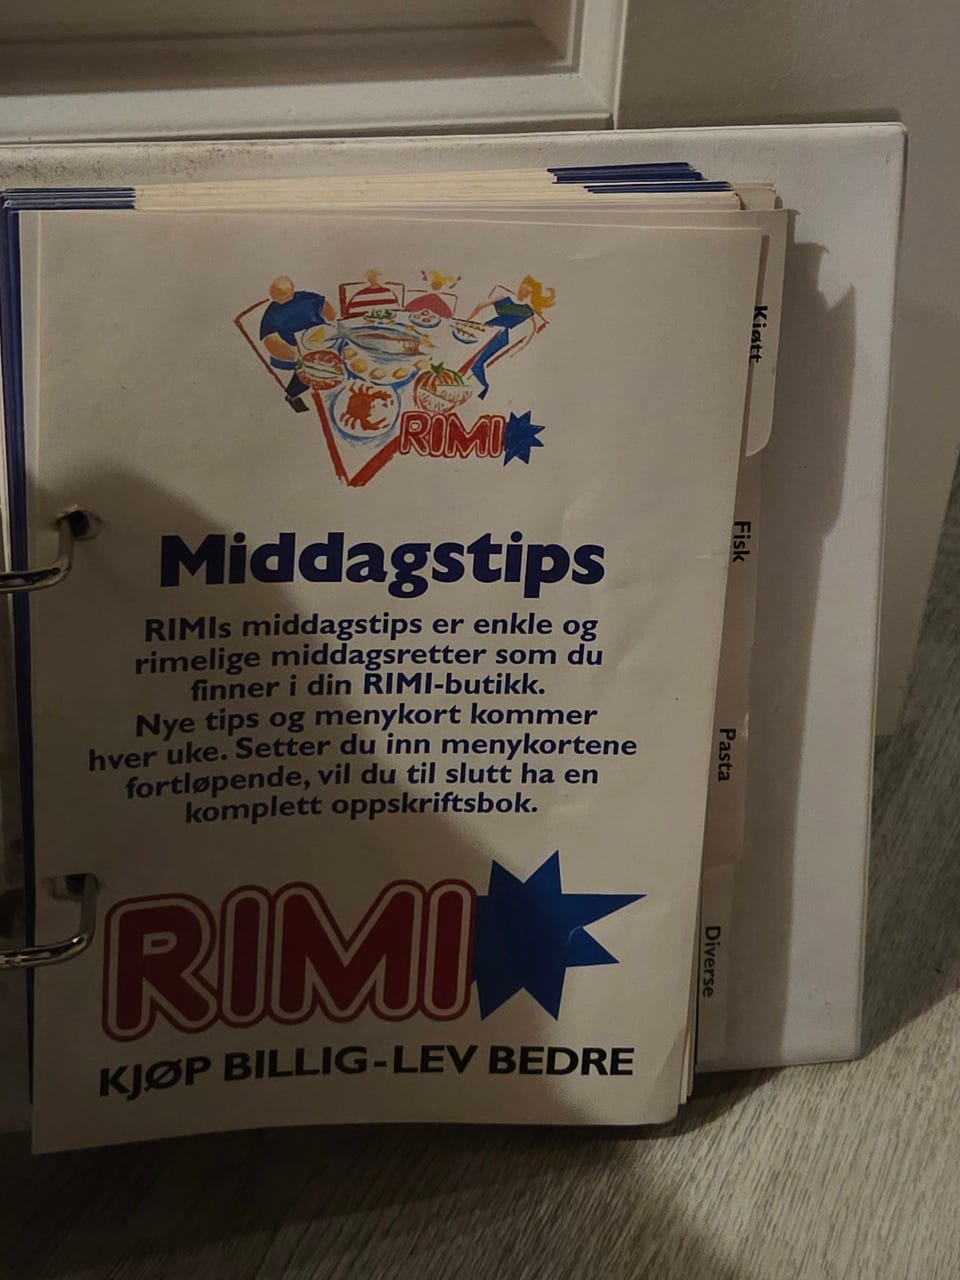 RIMI
Middagstips
RIMIs middagstips er enkle og
rimelige middagsretter som du
finner i din RIMI-butikk.
Nye tips og menykort kommer
hver uke. Setter du inn menykortene
fortløpende, vil du til slutt ha en
komplett oppskriftsbok.
RIMI
KJØP BILLIG-LEV BEDRE
Kjøtt
Fisk
Pasta
Diverse